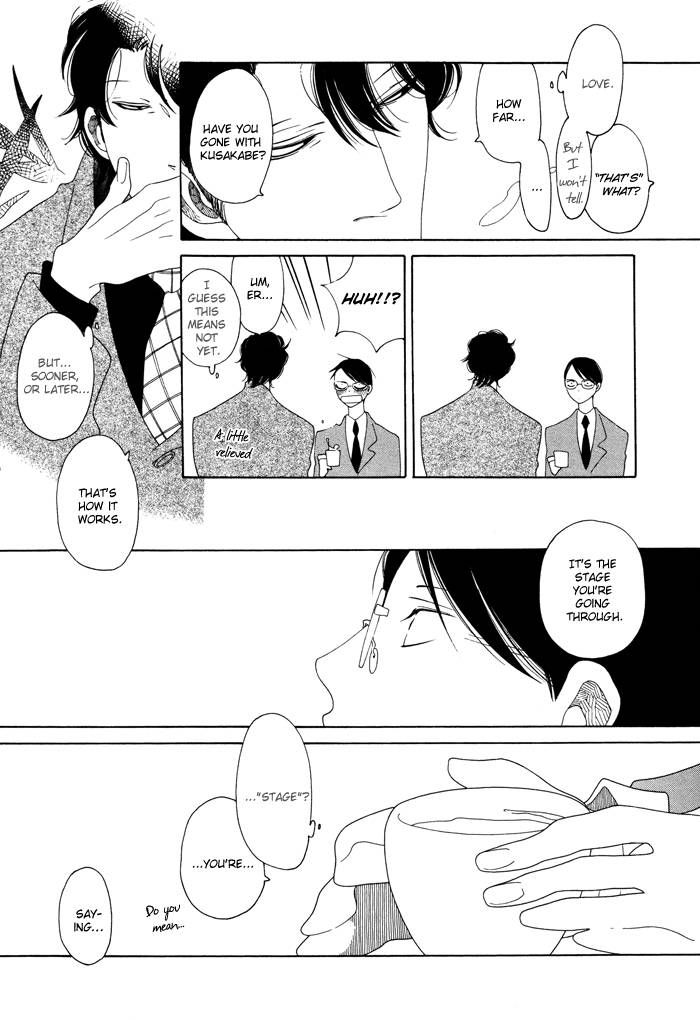 LOVE.
But
I
won't
tell.
"THAT'S"
WHAT?
HOW
FAR...
...
HAVE YOU
GONE WITH
KUSAKABE?
HUH!!?
UM,
ER...
I
GUESS
THIS
MEANS
NOT
YET.
A little
relieved
BUT...
SOONER,
OR LATER...
THAT'S
HOW IT
WORKS.
IT'S THE
STAGE
YOU'RE
GOING
THROUGH.
..."STAGE"?
...YOU'RE...
Do you
mean...
SAY-
ING...